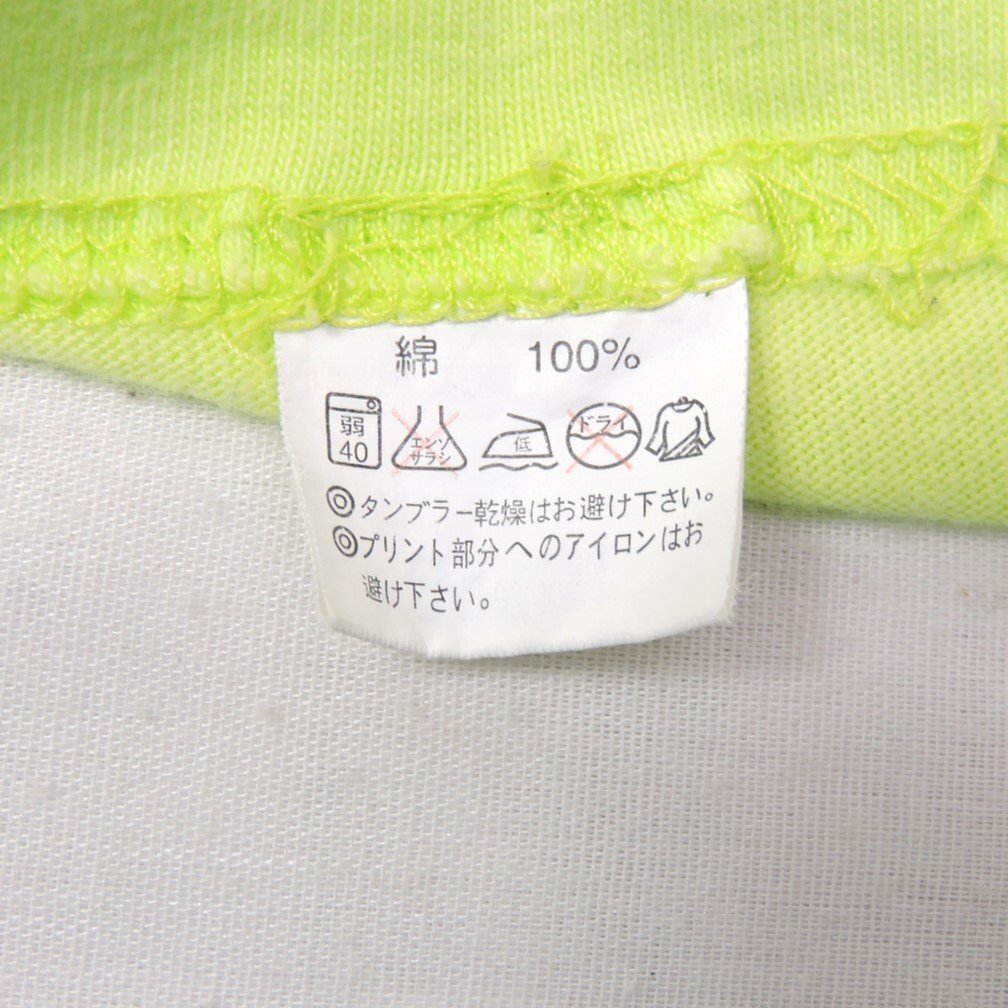 綿 100%
弱 エンソ 低 ドライ
40 サラシ
◎タンブラー乾燥はお避け下さい。
◎プリント部分へのアイロンはお
避け下さい。